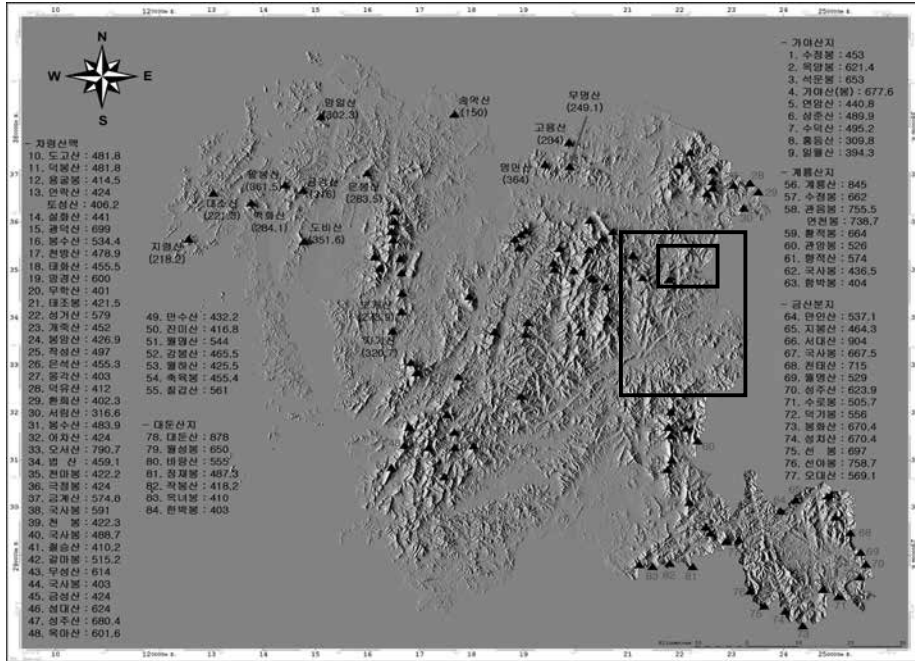 N
W E
S
- 차령산맥
10. 도고산 : 481.8
11. 덕봉산 : 481.8
12. 용굴봉 : 414.5
13. 연락산 : 424
도성산 : 406.2
14. 설화산 : 441
15. 광덕산 : 699
16. 봉수산 : 534.4
17. 천방산 : 478.9
18. 태화산 : 455.5
19. 망경산 : 600
20. 무학산 : 401
21. 태조봉 : 421.5
22. 성거산 : 579
23. 개죽산 : 452
24. 봉암산 : 426.9
25. 작성산 : 497
26. 은석산 : 455.3
27. 몽각산 : 403
28. 덕유산 : 412
29. 환희산 : 402.3
30. 서림산 : 316.6
31. 봉수산 : 483.9
32. 아차산 : 424
33. 오서산 : 790.7
34. 법 산 : 459.1
35. 천마봉 : 422.2
36. 극정봉 : 424
37. 금계산 : 574.8
38. 국사봉 : 591
39. 천 봉 : 422.3
40. 국사봉 : 488.7
41. 칠승산 : 410.2
42. 갈마봉 : 515.2
43. 무성산 : 614
44. 국사봉 : 403
45. 금성산 : 424
46. 성태산 : 624
47. 성주산 : 680.4
48. 옥마산 : 601.6
49. 만수산 : 432.2
50. 진미산 : 416.8
51. 월명산 : 544
52. 감봉산 : 465.5
53. 월하산 : 425.5
54. 축융봉 : 455.4
55. 칠갑산 : 561
- 대둔산지
78. 대둔산 : 878
79. 월성봉 : 650
80. 바랑산 : 555
81. 장재봉 : 487.3
82. 작봉산 : 418.2
83. 옥녀봉 : 410
84. 한박봉 : 403
망일산
(302.3)
송악산
(150)
무명산
(249.1)
고용산
(294)
영인산
(364)
팔봉산
(361.5)
금강산
(316)
은봉산
(283.5)
백화산
(284.1)
도비산
(351.6)
지령산
(218.2)
- 가야산지
1. 수정봉 : 453
2. 옥양봉 : 621.4
3. 석문봉 : 653
4. 가야산(봉) : 677.6
5. 연암산 : 440.8
6. 삼준산 : 489.9
7. 수덕산 : 495.2
8. 홍동산 : 309.8
9. 일월산 : 394.3
- 계룡산지
56. 계룡산 : 845
57. 수정봉 : 662
58. 관음봉 : 755.5
연천봉 : 738.7
59. 황적봉 : 664
60. 관암봉 : 526
61. 향적산 : 574
62. 국사봉 : 436.5
63. 함박봉 : 404
- 금산분지
64. 만인산 : 537.1
65. 지봉산 : 464.3
66. 서대산 : 904
67. 국사봉 : 667.5
68. 천태산 : 715
69. 월명산 : 529
70. 성주산 : 623.9
71. 수로봉 : 505.7
72. 덕기봉 : 556
73. 봉화산 : 670.4
74. 성치산 : 670.4
75. 선 봉 : 697
76. 선야봉 : 758.7
77. 오대산 : 569.1